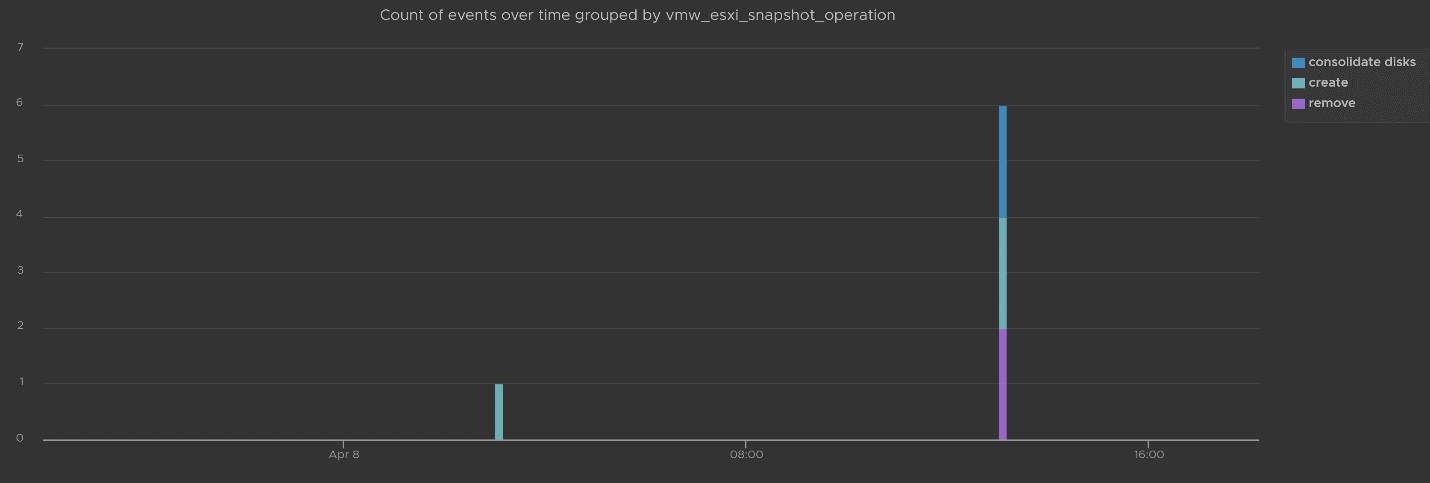 Count of events over time grouped by vmw_esxi_snapshot_operation
7
6
5
4
3
2
1
0
Apr 8
08:00
16:00
consolidate disks
create
remove